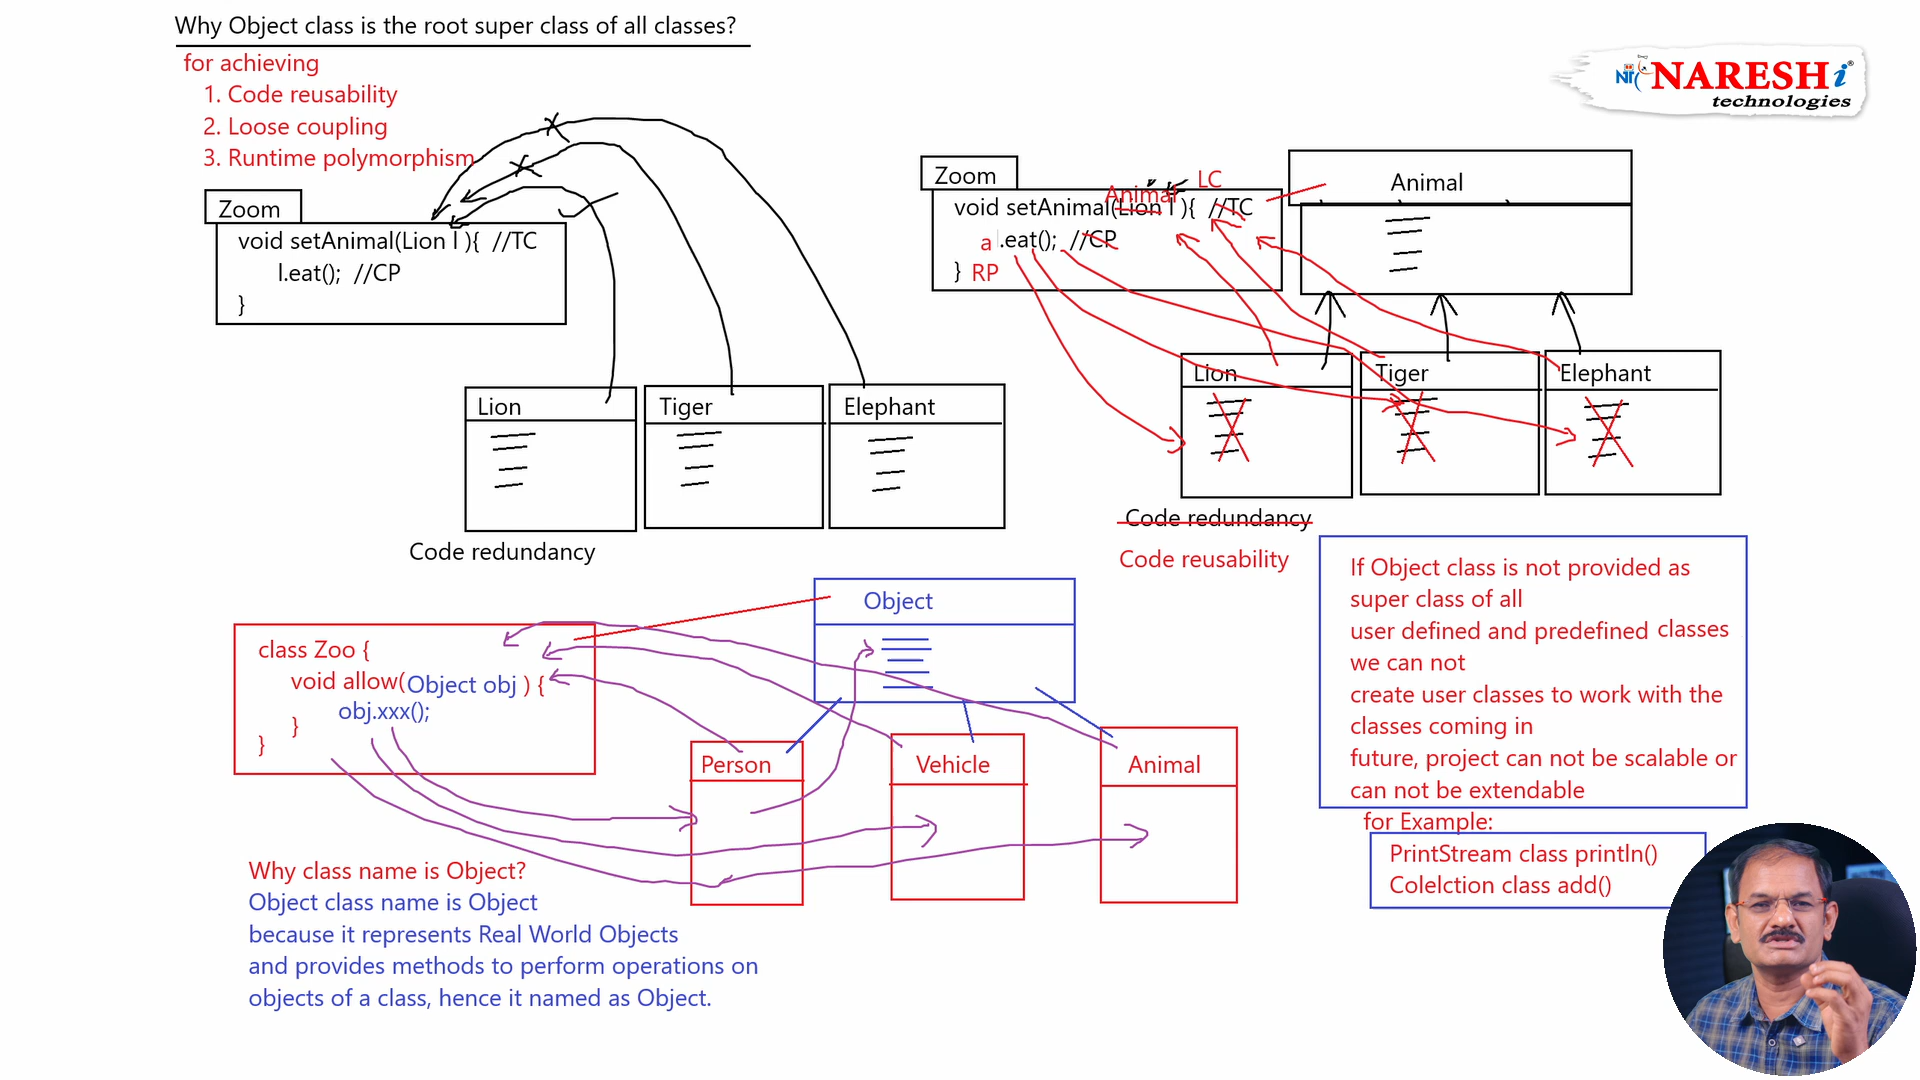 Why Object class is the root super class of all classes?
for achieving
1. Code reusability
2. Loose coupling
3. Runtime polymorphism
NARESH i
technologies
Zoom
void setAnimal(Lion l ){ //TC
l.eat(); //CP
}
Lion
Tiger
Elephant
Code redundancy
Zoom
Animal
LC
void setAnimal(Lion l ){ //TC
a .eat(); //CP
} RP
Animal
Lion
Tiger
Elephant
Code redundancy
Code reusability
class Zoo {
void allow(Object obj ) {
obj.xxx();
}
}
Object
Person
Vehicle
Animal
If Object class is not provided as
super class of all
user defined and predefined classes
we can not
create user classes to work with the
classes coming in
future, project can not be scalable or
can not be extendable
for Example:
PrintStream class println()
Colelction class add()
Why class name is Object?
Object class name is Object
because it represents Real World Objects
and provides methods to perform operations on
objects of a class, hence it named as Object.